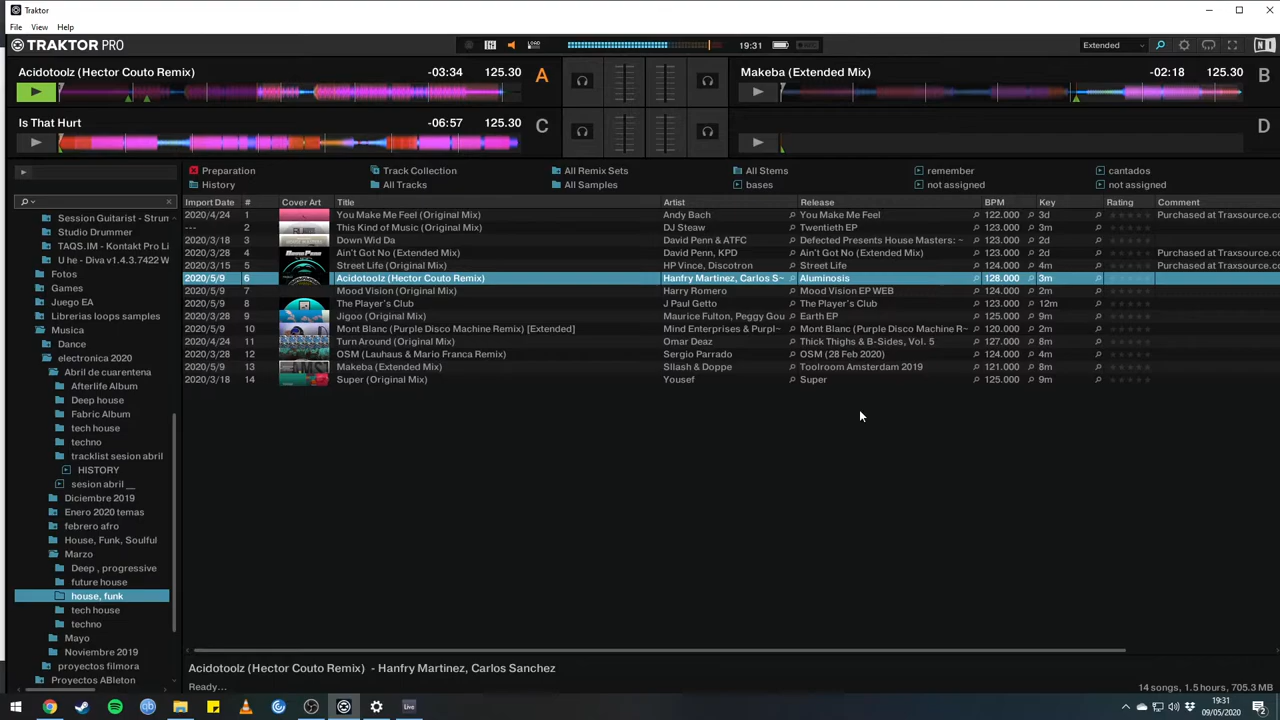 Traktor
File View Help
TRAKTOR PRO
LOAD
19:31
Extended
Acidotoolz (Hector Couto Remix) -03:34 125.30 A
Makeba (Extended Mix) -02:18 125.30 B
Is That Hurt -06:57 125.30 C
D
Preparation Track Collection All Remix Sets All Stems remember cantados
History All Tracks All Samples bases not assigned not assigned
Import Date # Cover Art Title Artist Release BPM Key Rating Comment
2020/4/24 1 You Make Me Feel (Original Mix) Andy Bach You Make Me Feel 122.000 3d Purchased at Traxsource.co
--- 2 This Kind of Music (Original Mix) DJ Steaw Twentieth EP 123.000 3m
2020/3/18 3 Down Wid Da David Penn & ATFC Defected Presents House Masters: ~ 123.000 2d
2020/3/28 4 Ain't Got No (Extended Mix) David Penn, KPD Ain't Got No (Extended Mix) 123.000 2d Purchased at Traxsource.co
2020/3/15 5 Street Life (Original Mix) HP Vince, Discotron Street Life 124.000 4m Purchased at Traxsource.co
2020/5/9 6 Acidotoolz (Hector Couto Remix) Hanfry Martinez, Carlos S~ Aluminosis 128.000 3m
2020/5/9 7 Mood Vision (Original Mix) Harry Romero Mood Vision EP WEB 124.000 2m
2020/5/9 8 The Player's Club J Paul Getto The Player's Club 123.000 12m
2020/3/28 9 Jigoo (Original Mix) Maurice Fulton, Peggy Gou Earth EP 125.000 9m
2020/5/9 10 Mont Blanc (Purple Disco Machine Remix) [Extended] Mind Enterprises & Purpl~ Mont Blanc (Purple Disco Machine R~ 120.000 2m
2020/4/24 11 Turn Around (Original Mix) Omar Deaz Thick Thighs & B-Sides, Vol. 5 127.000 8m
2020/3/28 12 OSM (Lauhaus & Mario Franca Remix) Sergio Parrado OSM (28 Feb 2020) 124.000 4m
2020/5/9 13 Makeba (Extended Mix) Sllash & Doppe Toolroom Amsterdam 2019 121.000 8m
2020/3/18 14 Super (Original Mix) Yousef Super 125.000 9m
Session Guitarist - Strum
Studio Drummer
TAQS.IM - Kontakt Pro Li
U he - Diva v1.4.3.7422 W
Fotos
Games
Juego EA
Librerias loops samples
Musica
Dance
electronica 2020
Abril de cuarentena
Afterlife Album
Deep house
Fabric Album
tech house
techno
tracklist sesion abril
HISTORY
sesion abril __
Diciembre 2019
Enero 2020 temas
febrero afro
House, Funk, Soulful
Marzo
Deep , progressive
future house
house, funk
tech house
techno
Mayo
Noviembre 2019
proyectos filmora
Proyectos ABleton
Acidotoolz (Hector Couto Remix) - Hanfry Martinez, Carlos Sanchez
Ready...
14 songs, 1.5 hours, 705.3 MB
Live
19:31
09/05/2020
2